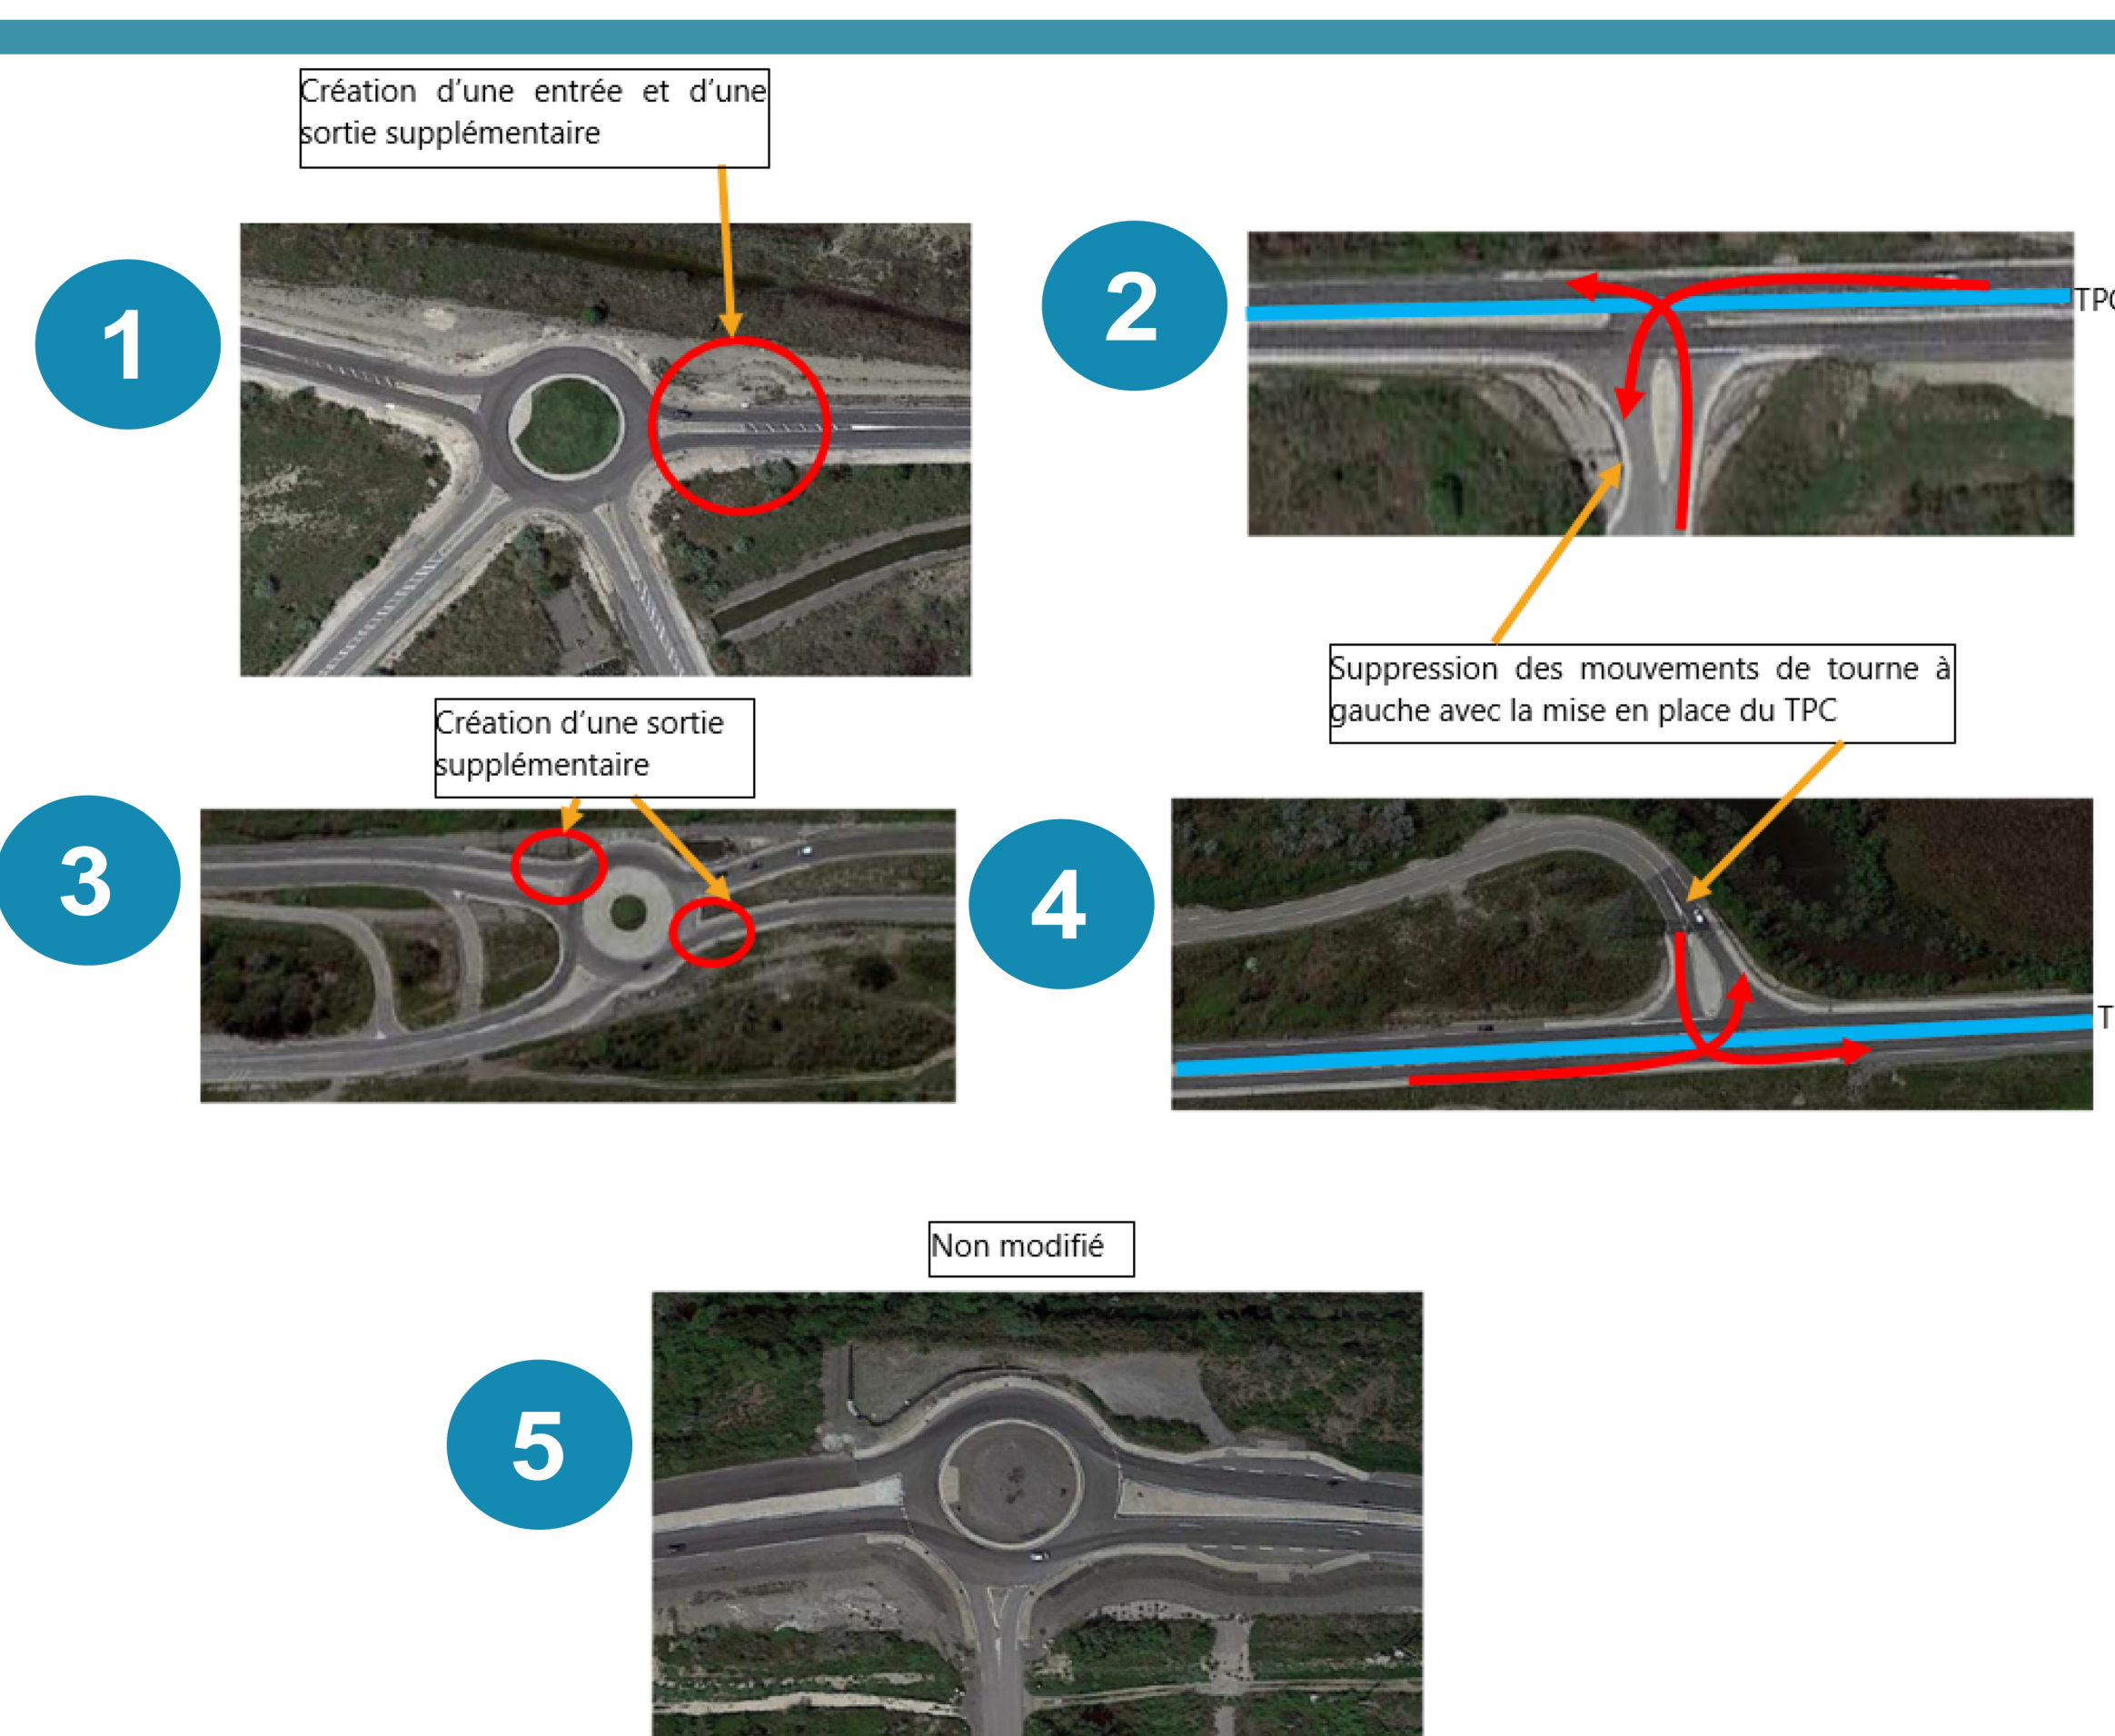 Création d'une entrée et d'une
sortie supplémentaire
1
2
TPC
Suppression des mouvements de tourne à
gauche avec la mise en place du TPC
Création d'une sortie
supplémentaire
3
4
T
Non modifié
5